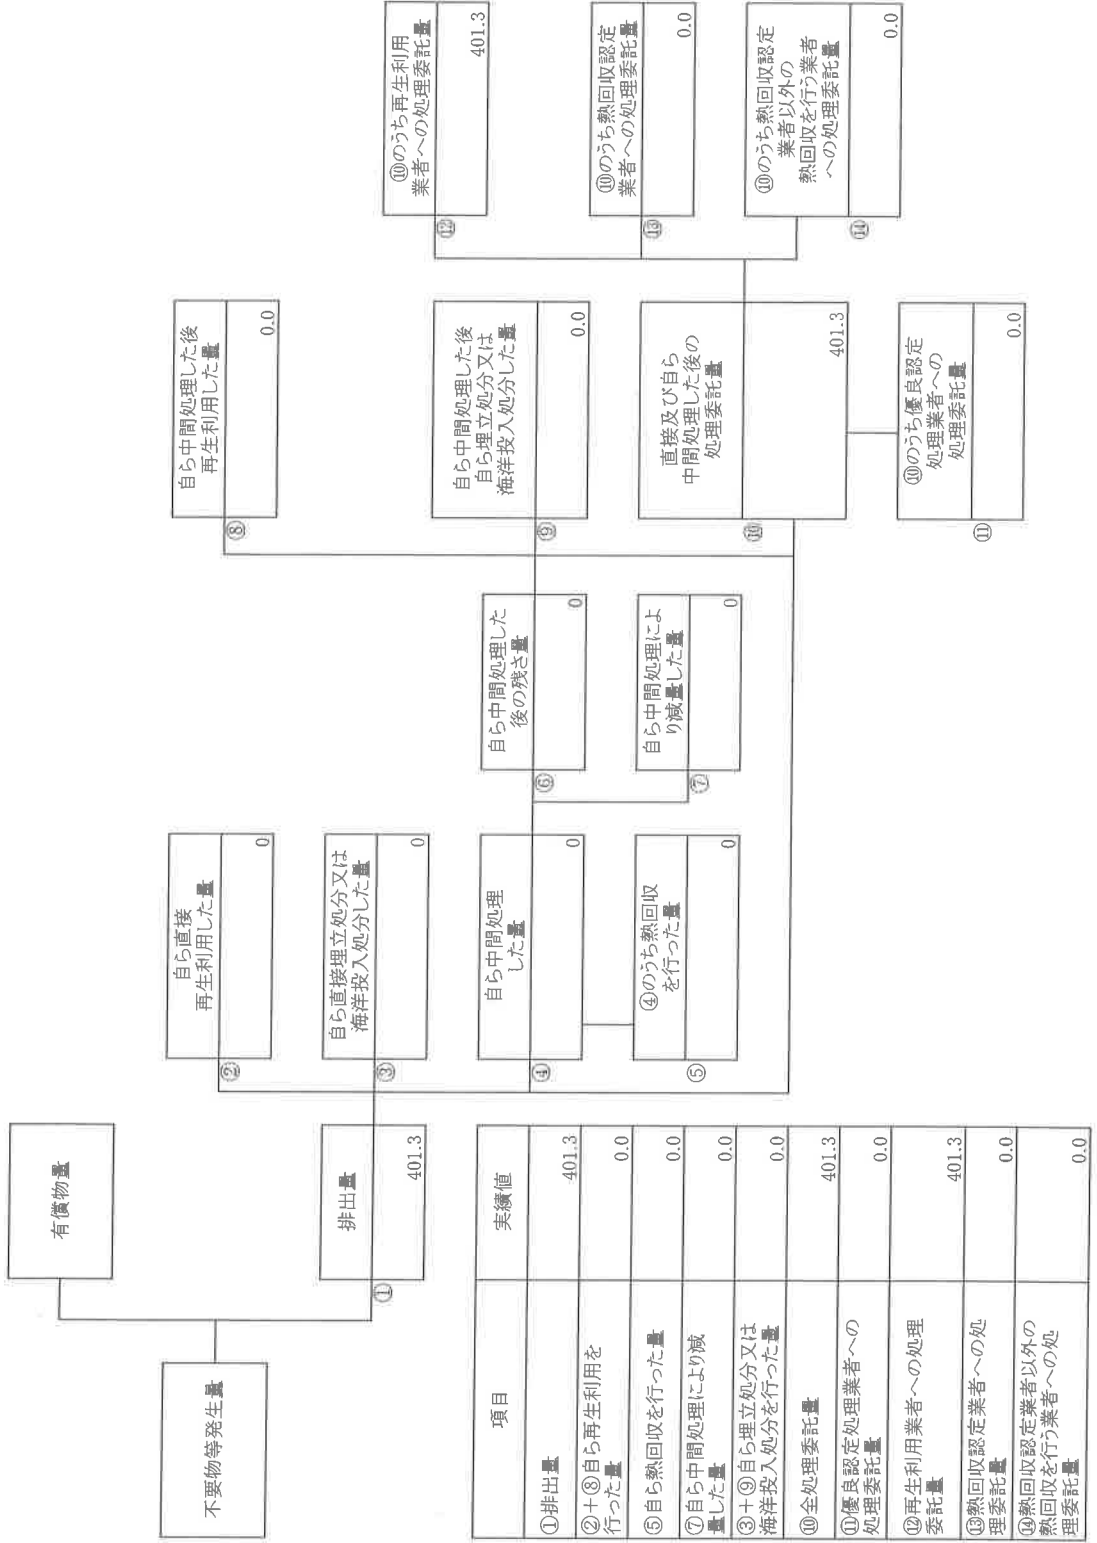 不要物等発生量
有償物量
排出量
①
401.3
自ら直接
再生利用した量
②
0
自ら直接埋立処分又は
海洋投入処分した量
③
0
自ら中間処理
した量
④
0
④のうち熱回収
を行った量
⑤
0
自ら中間処理した
後の残さ量
⑥
0
自ら中間処理によ
り減量した量
⑦
0
自ら中間処理した後
再生利用した量
⑧
0.0
自ら中間処理した後
自ら埋立処分又は
海洋投入処分した量
⑨
0.0
直接及び自ら
中間処理した後の
処理委託量
⑩
401.3
⑩のうち優良認定
処理業者への
処理委託量
⑪
0.0
⑩のうち再生利用
業者への処理委託量
⑫
401.3
⑩のうち熱回収認定
業者への処理委託量
⑬
0.0
⑩のうち熱回収認定
業者以外の
熱回収を行う業者
への処理委託量
⑭
0.0
項目
実績値
①排出量
401.3
②+⑧自ら再生利用を
行った量
0.0
⑤自ら熱回収を行った量
0.0
⑦自ら中間処理により減
量した量
0.0
③+⑨自ら埋立処分又は
海洋投入処分を行った量
0.0
⑩全処理委託量
401.3
⑪優良認定処理業者への
処理委託量
0.0
⑫再生利用業者への処理
委託量
401.3
⑬熱回収認定業者への処
理委託量
0.0
⑭熱回収認定業者以外の
熱回収を行う業者への処
理委託量
0.0